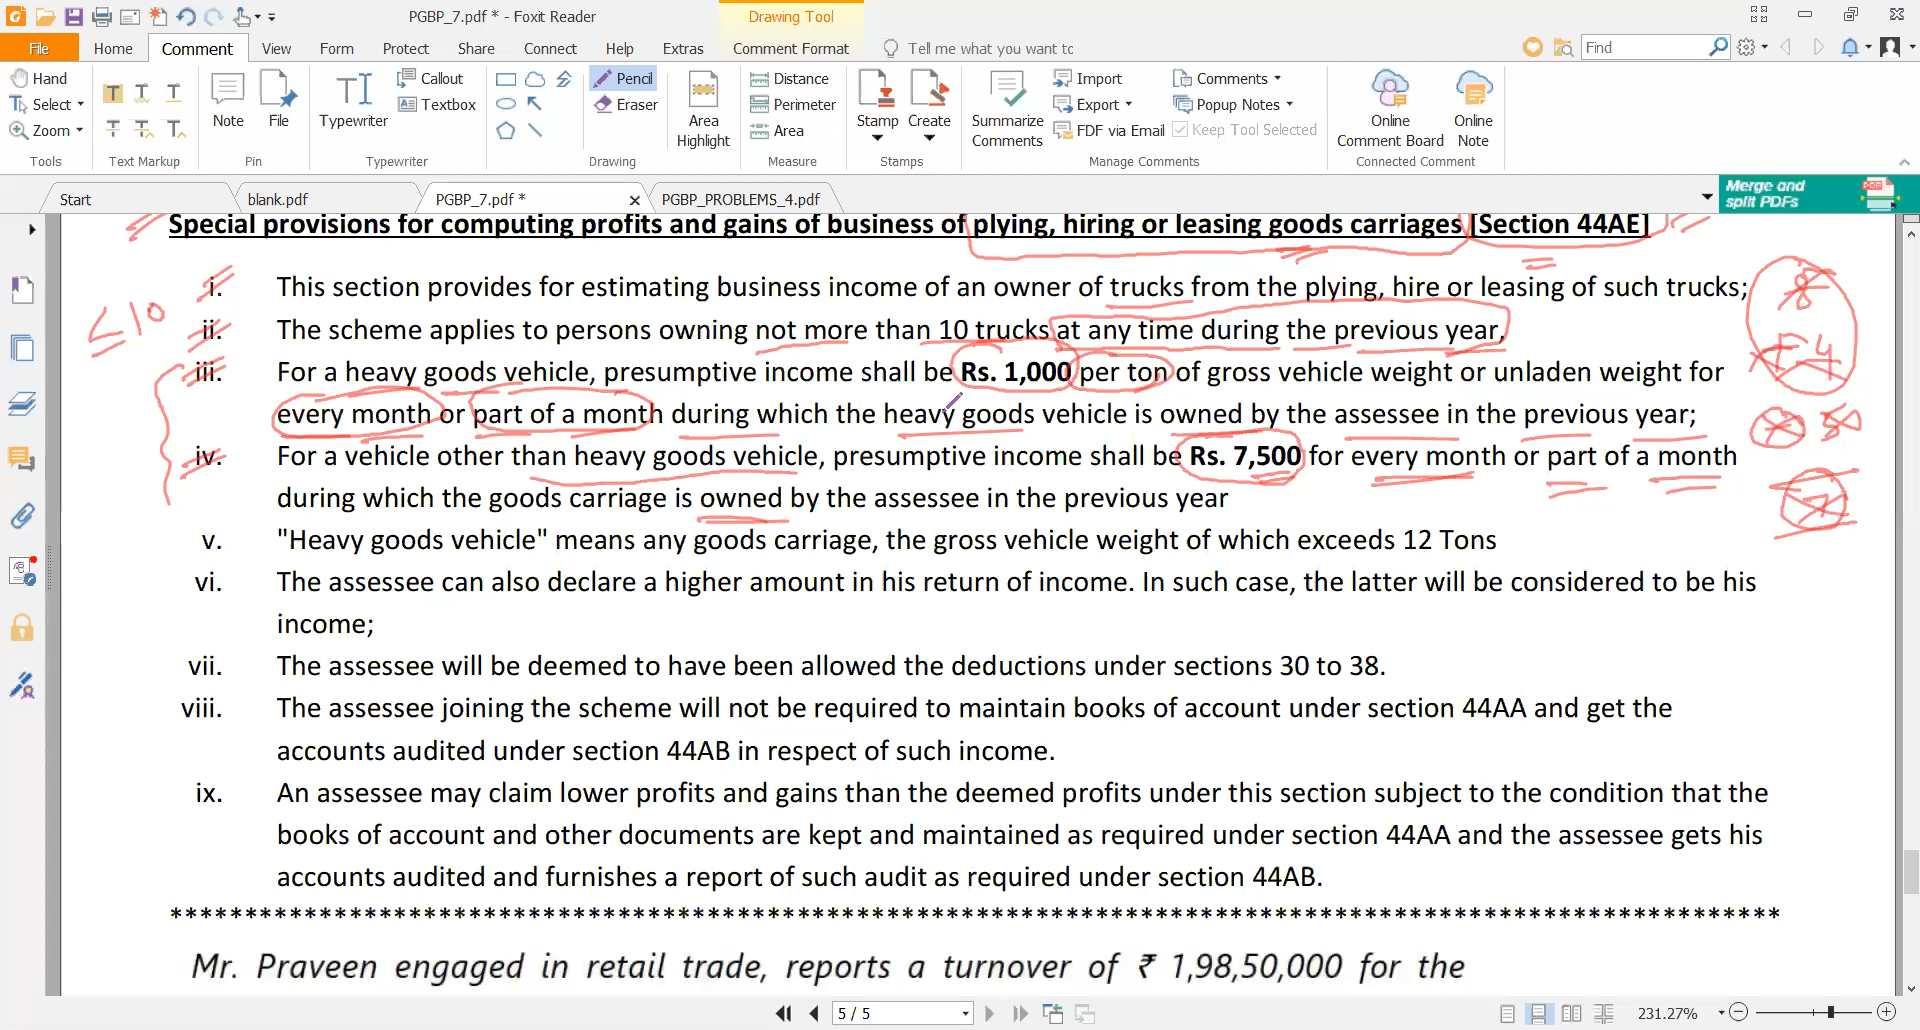 PGBP_7.pdf * - Foxit Reader
Drawing Tool
File Home Comment View Form Protect Share Connect Help Extras Comment Format Tell me what you want to Find
Hand Select Zoom
Tools
Text Markup
Note File
Pin
Typewriter
Callout
Textbox
Typewriter
Pencil
Eraser
Drawing
Area Highlight
Distance
Perimeter
Area
Measure
Stamp Create
Stamps
Summarize Comments
Import
Export
FDF via Email
Comments
Popup Notes
Keep Tool Selected
Manage Comments
Online Comment Board
Online Note
Connected Comment
Start blank.pdf PGBP_7.pdf * PGBP_PROBLEMS_4.pdf
Merge and
split PDFs
Special provisions for computing profits and gains of business of plying, hiring or leasing goods carriages [Section 44AE]
i. This section provides for estimating business income of an owner of trucks from the plying, hire or leasing of such trucks;
<10
ii. The scheme applies to persons owning not more than 10 trucks at any time during the previous year,
iii. For a heavy goods vehicle, presumptive income shall be Rs. 1,000 per ton of gross vehicle weight or unladen weight for
every month or part of a month during which the heavy goods vehicle is owned by the assessee in the previous year;
iv. For a vehicle other than heavy goods vehicle, presumptive income shall be Rs. 7,500 for every month or part of a month
during which the goods carriage is owned by the assessee in the previous year
v. "Heavy goods vehicle" means any goods carriage, the gross vehicle weight of which exceeds 12 Tons
vi. The assessee can also declare a higher amount in his return of income. In such case, the latter will be considered to be his
income;
vii. The assessee will be deemed to have been allowed the deductions under sections 30 to 38.
viii. The assessee joining the scheme will not be required to maintain books of account under section 44AA and get the
accounts audited under section 44AB in respect of such income.
ix. An assessee may claim lower profits and gains than the deemed profits under this section subject to the condition that the
books of account and other documents are kept and maintained as required under section 44AA and the assessee gets his
accounts audited and furnishes a report of such audit as required under section 44AB.
Mr. Praveen engaged in retail trade, reports a turnover of ₹ 1,98,50,000 for the
5 / 5
231.27%